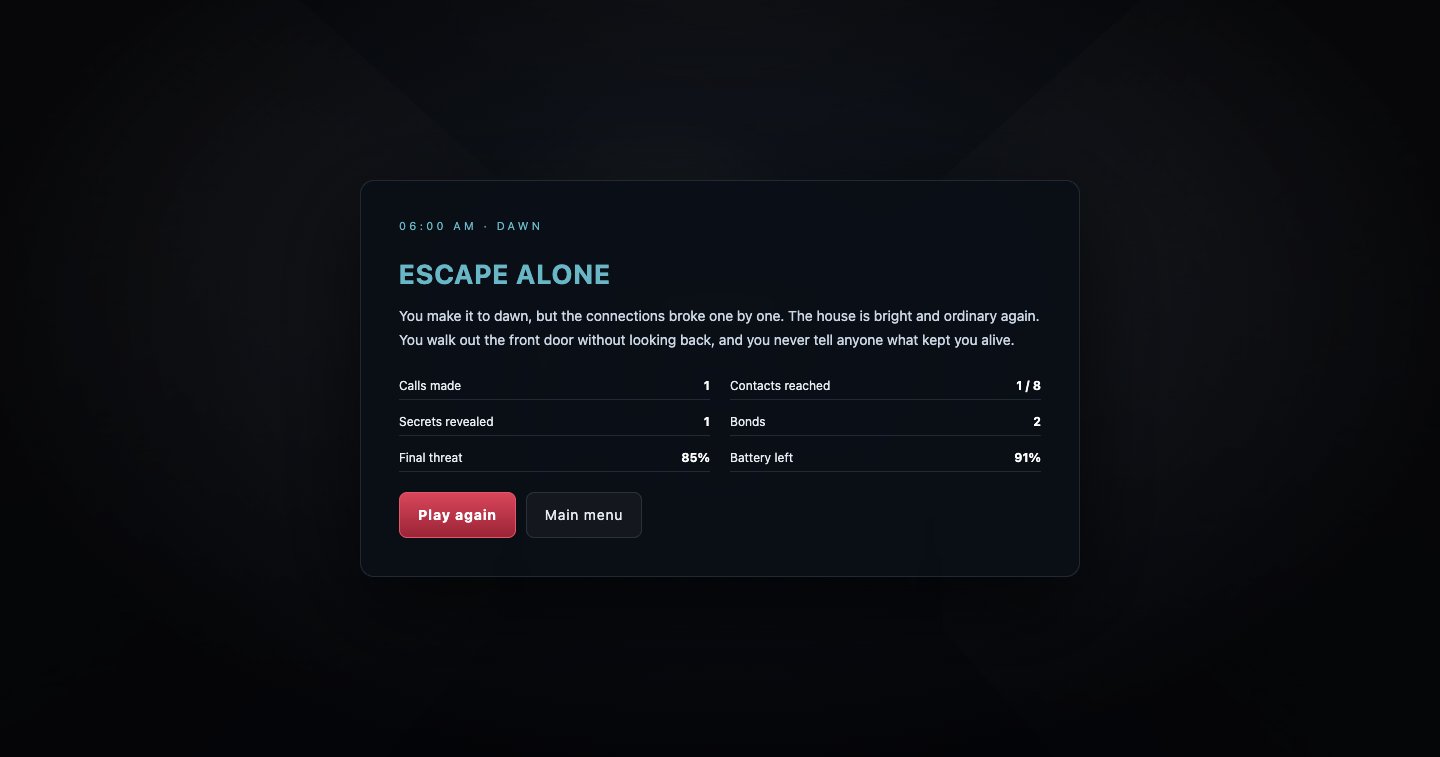 06:00 AM · DAWN
ESCAPE ALONE
You make it to dawn, but the connections broke one by one. The house is bright and ordinary again.
You walk out the front door without looking back, and you never tell anyone what kept you alive.
Calls made 1
Contacts reached 1 / 8
Secrets revealed 1
Bonds 2
Final threat 85%
Battery left 91%
Play again
Main menu